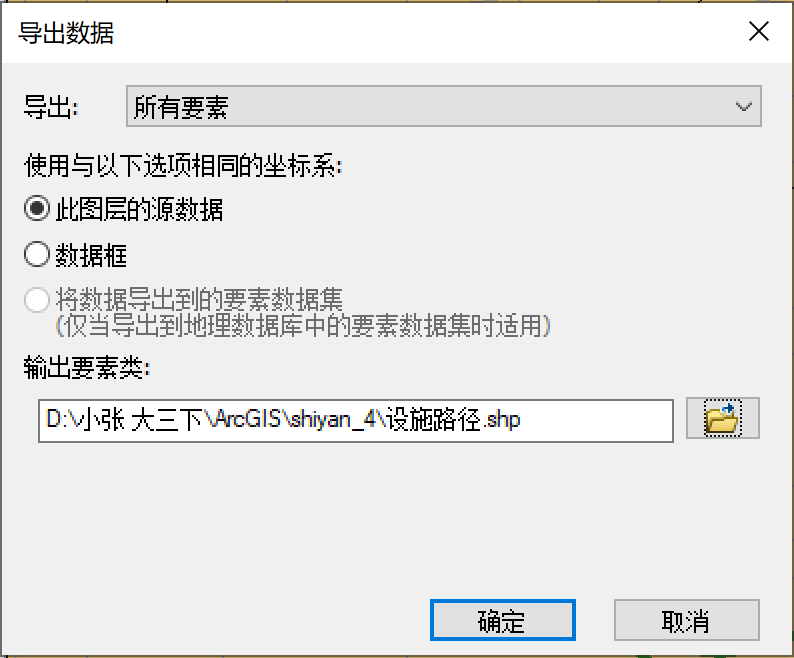 导出数据
导出: 所有要素
使用与以下选项相同的坐标系:
此图层的源数据
数据框
将数据导出到的要素数据集
(仅当导出到地理数据库中的要素数据集时适用)
输出要素类:
D:\小张 大三下\ArcGIS\shiyan_4\设施路径.shp
确定 取消